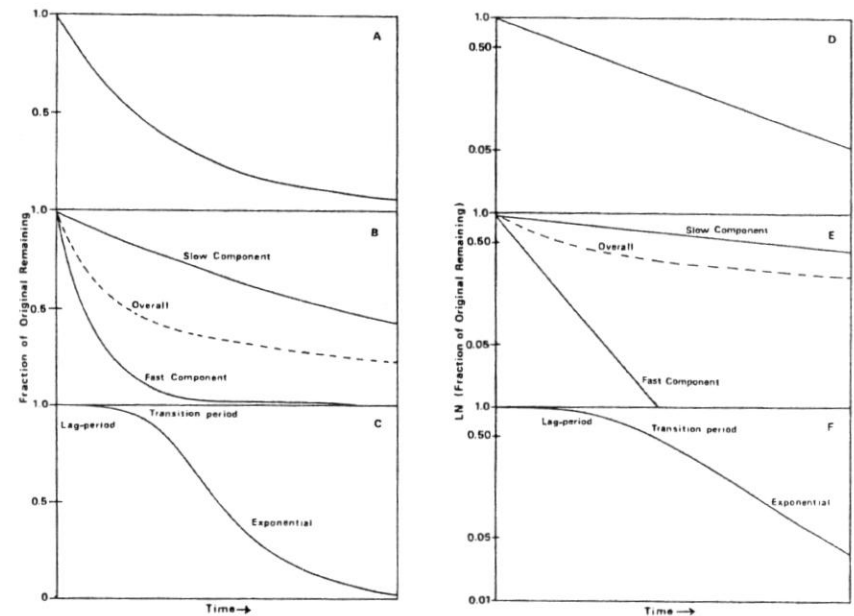 1.0
A
0.5
1.0
B
Slow Component
Overall
0.5
Fast Component
1.0
Transition period
C
Lag-period
0.5
Exponential
0
Time→
Fraction of Original Remaining
1.0
D
0.50
0.05
1.0
Slow Component
E
0.50
Overall
0.05
Fast Component
1.0
Lag-period
Transition period
F
0.50
Exponential
0.05
0.01
Time→
LN (Fraction of Original Remaining)